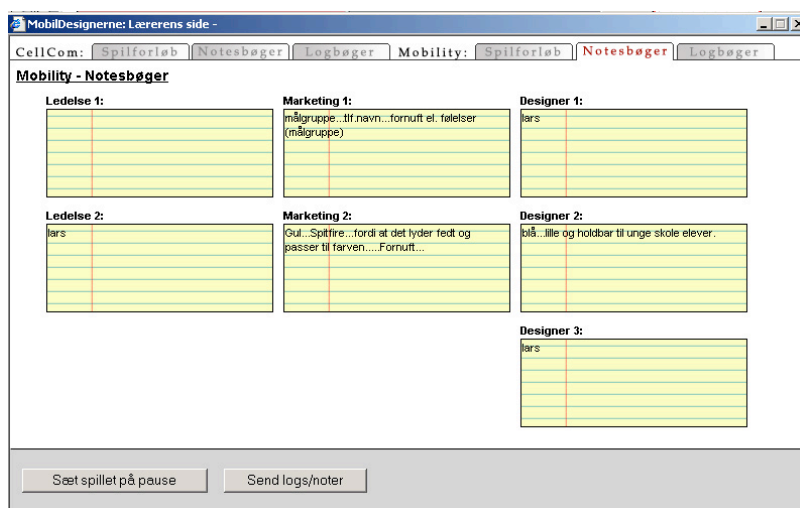 MobilDesignerne: Lærerens side -
CellCom: Spilforløb Notesbøger Logbøger Mobility: Spilforløb Notesbøger Logbøger
Mobility - Notesbøger
Ledelse 1: Marketing 1: Designer 1:
målgruppe...tlf.navn...fornuft el. følelser lars
(målgruppe)
Ledelse 2: Marketing 2: Designer 2:
lars Gul...Spitfire...fordi at det lyder fedt og blå...lille og holdbar til unge skole elever.
passer til farven.....Fornuft...
Designer 3:
lars
Sæt spillet på pause Send logs/noter